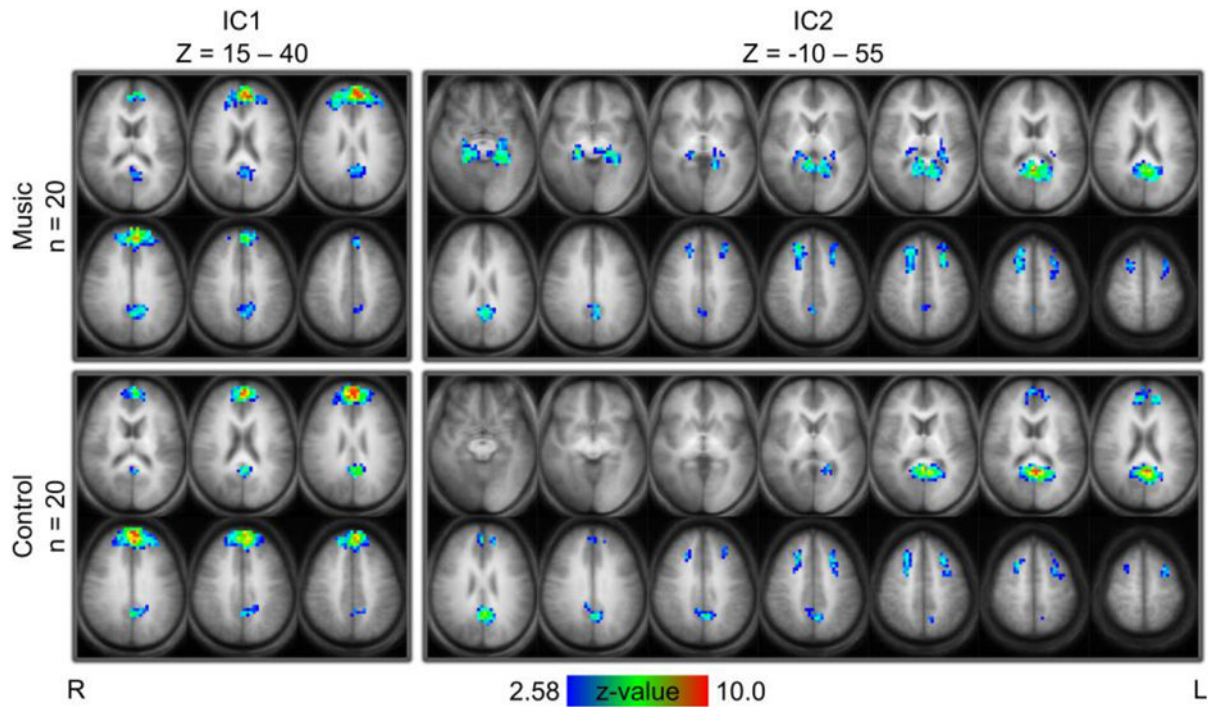 IC1
Z = 15 – 40
IC2
Z = -10 – 55
Music
n = 20
Control
n = 20
R
2.58 z-value 10.0
L